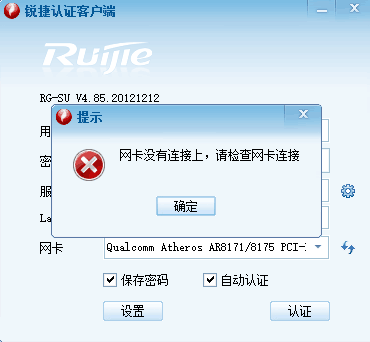 锐捷认证客户端
Ruijie
RG-SU V4.85.20121212
用
提示
密
网卡没有连接上，请检查网卡连接
服
确定
La
网卡
Qualcomm Atheros AR8171/8175 PCI-
保存密码
自动认证
设置
认证